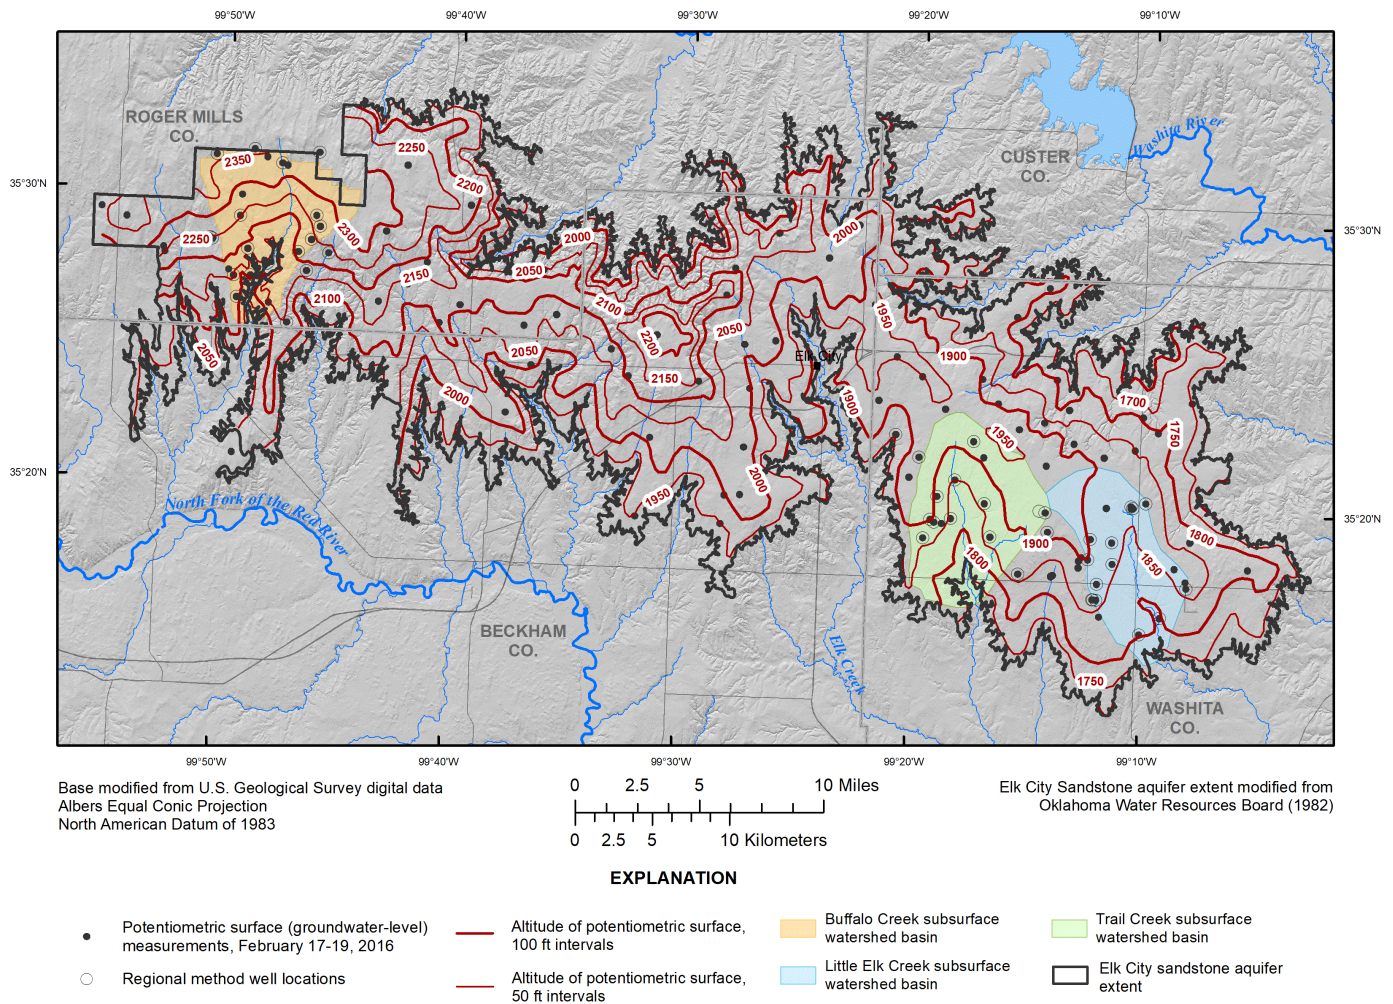 99°50'W
99°40'W
99°30'W
99°20'W
99°10'W
ROGER MILLS
CO.
CUSTER
CO.
Washita River
35°30'N
35°30'N
2350
2250
2200
2300
2250
2000
2000
2050
2150
2100
2100
2050
1950
2200
2050
Elk City
1900
2050
2150
2000
1900
1700
1750
1950
35°20'N
35°20'N
2000
1950
North Fork of the Red River
1900
1800
1800
1850
BECKHAM
CO.
Elk Creek
1750
WASHITA
CO.
99°50'W
99°40'W
99°30'W
99°20'W
99°10'W
Base modified from U.S. Geological Survey digital data
Albers Equal Conic Projection
North American Datum of 1983
0 2.5 5 10 Miles
0 2.5 5 10 Kilometers
Elk City Sandstone aquifer extent modified from
Oklahoma Water Resources Board (1982)
EXPLANATION
Potentiometric surface (groundwater-level)
measurements, February 17-19, 2016
Regional method well locations
Altitude of potentiometric surface,
100 ft intervals
Altitude of potentiometric surface,
50 ft intervals
Buffalo Creek subsurface
watershed basin
Little Elk Creek subsurface
watershed basin
Trail Creek subsurface
watershed basin
Elk City sandstone aquifer
extent